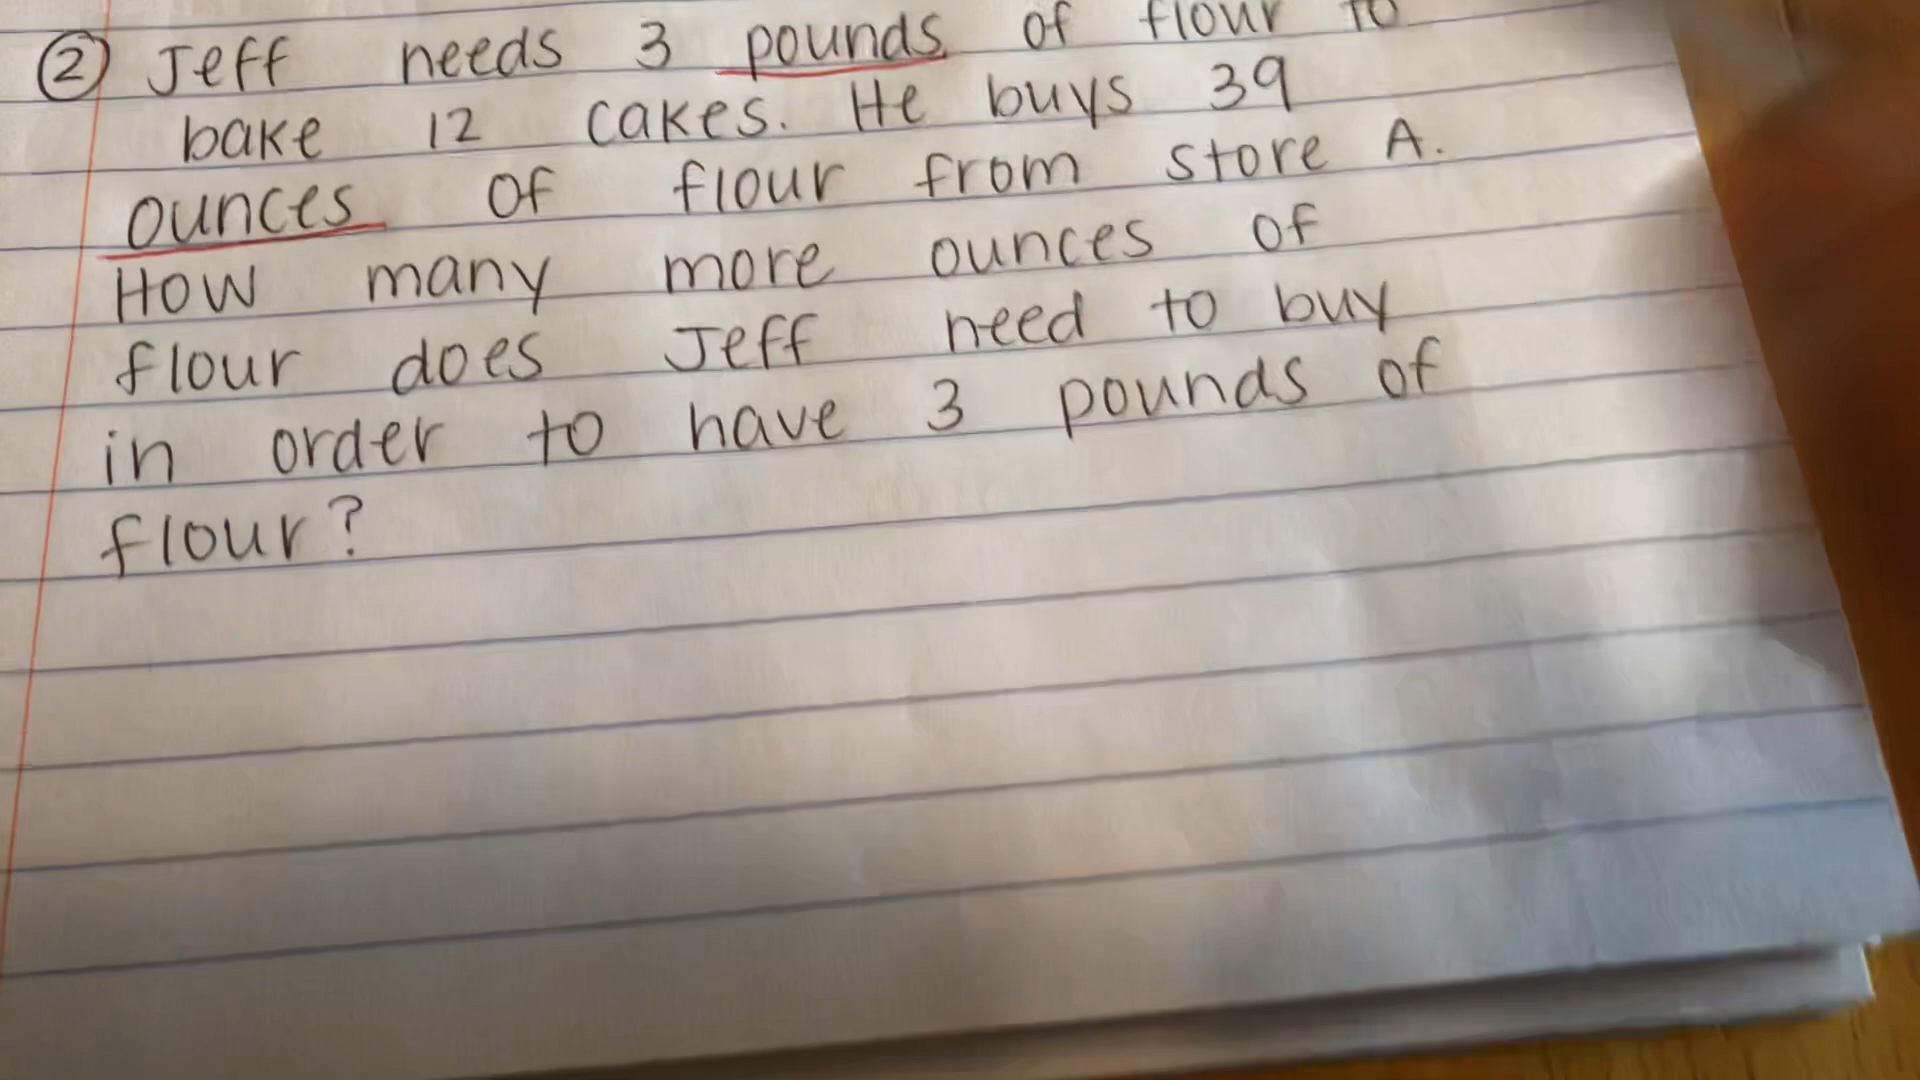 ② Jeff needs 3 pounds of flour to
bake 12 cakes. He buys 39
ounces of flour from store A.
How many more ounces of
flour does Jeff need to buy
in order to have 3 pounds of
flour?